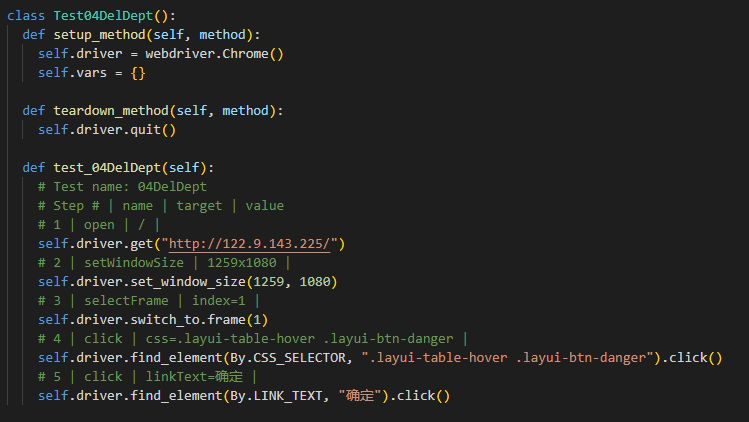 class Test04DelDept():
  def setup_method(self, method):
    self.driver = webdriver.Chrome()
    self.vars = {}
  def teardown_method(self, method):
    self.driver.quit()
  def test_04DelDept(self):
    # Test name: 04DelDept
    # Step # | name | target | value
    # 1 | open | / |
    self.driver.get("http://122.9.143.225/")
    # 2 | setWindowSize | 1259x1080 |
    self.driver.set_window_size(1259, 1080)
    # 3 | selectFrame | index=1 |
    self.driver.switch_to.frame(1)
    # 4 | click | css=.layui-table-hover .layui-btn-danger |
    self.driver.find_element(By.CSS_SELECTOR, ".layui-table-hover .layui-btn-danger").click()
    # 5 | click | linkText=确定 |
    self.driver.find_element(By.LINK_TEXT, "确定").click()